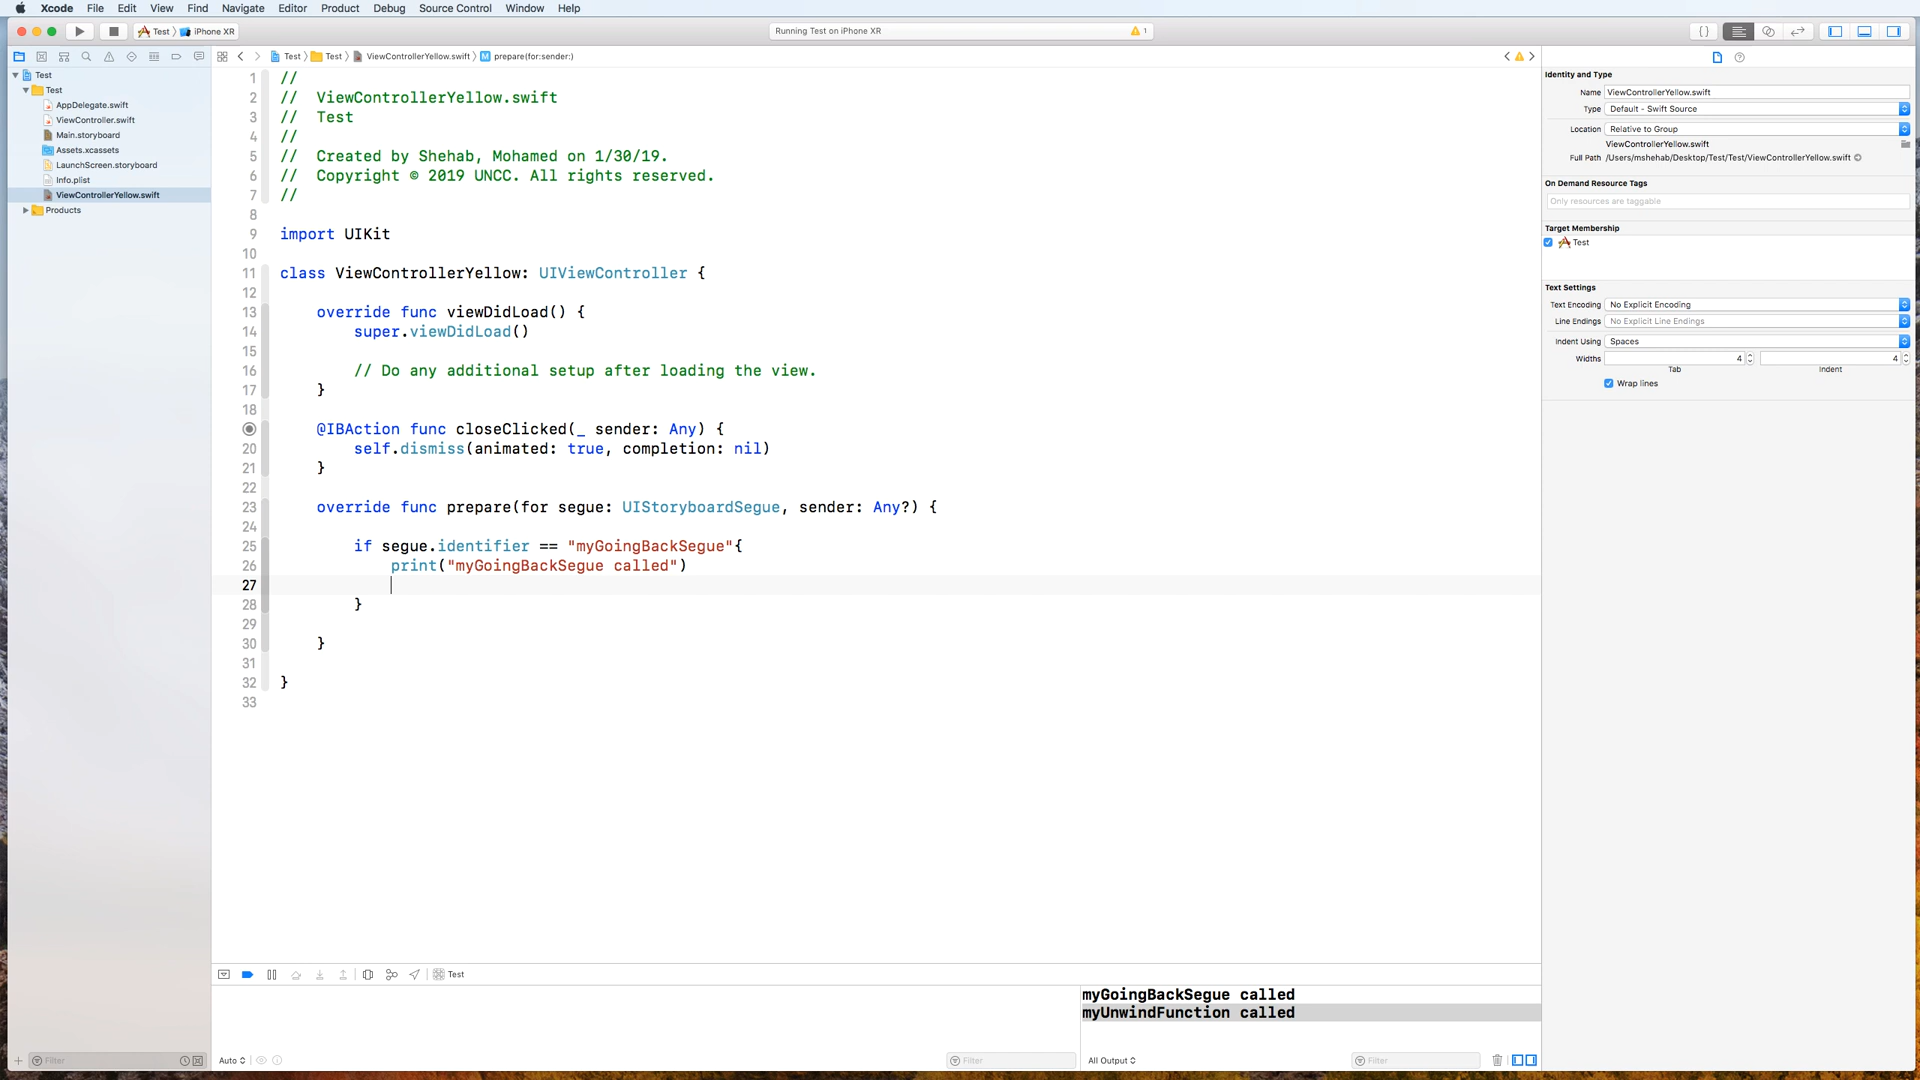 Xcode File Edit View Find Navigate Editor Product Debug Source Control Window Help
Test iPhone XR
Running Test on iPhone XR
1
Test Test ViewControllerYellow.swift M prepare(for:sender:)
Test
Test
AppDelegate.swift
ViewController.swift
Main.storyboard
Assets.xcassets
LaunchScreen.storyboard
Info.plist
ViewControllerYellow.swift
Products
1 //
2 //  ViewControllerYellow.swift
3 //  Test
4 //
5 //  Created by Shehab, Mohamed on 1/30/19.
6 //  Copyright © 2019 UNCC. All rights reserved.
7 //
8
9 import UIKit
10
11 class ViewControllerYellow: UIViewController {
12
13 override func viewDidLoad() {
14 super.viewDidLoad()
15
16 // Do any additional setup after loading the view.
17 }
18
@IBAction func closeClicked(_ sender: Any) {
20 self.dismiss(animated: true, completion: nil)
21 }
22
23 override func prepare(for segue: UIStoryboardSegue, sender: Any?) {
24
25 if segue.identifier == "myGoingBackSegue"{
26 print("myGoingBackSegue called")
27
28 }
29
30 }
31
32 }
33
Identity and Type
Name ViewControllerYellow.swift
Type Default - Swift Source
Location Relative to Group
ViewControllerYellow.swift
Full Path /Users/mshehab/Desktop/Test/Test/ViewControllerYellow.swift
On Demand Resource Tags
Only resources are taggable
Target Membership
Test
Text Settings
Text Encoding No Explicit Encoding
Line Endings No Explicit Line Endings
Indent Using Spaces
Widths 4 4
Tab Indent
Wrap lines
Test
myGoingBackSegue called
myUnwindFunction called
Filter
Auto
Filter
All Output
Filter